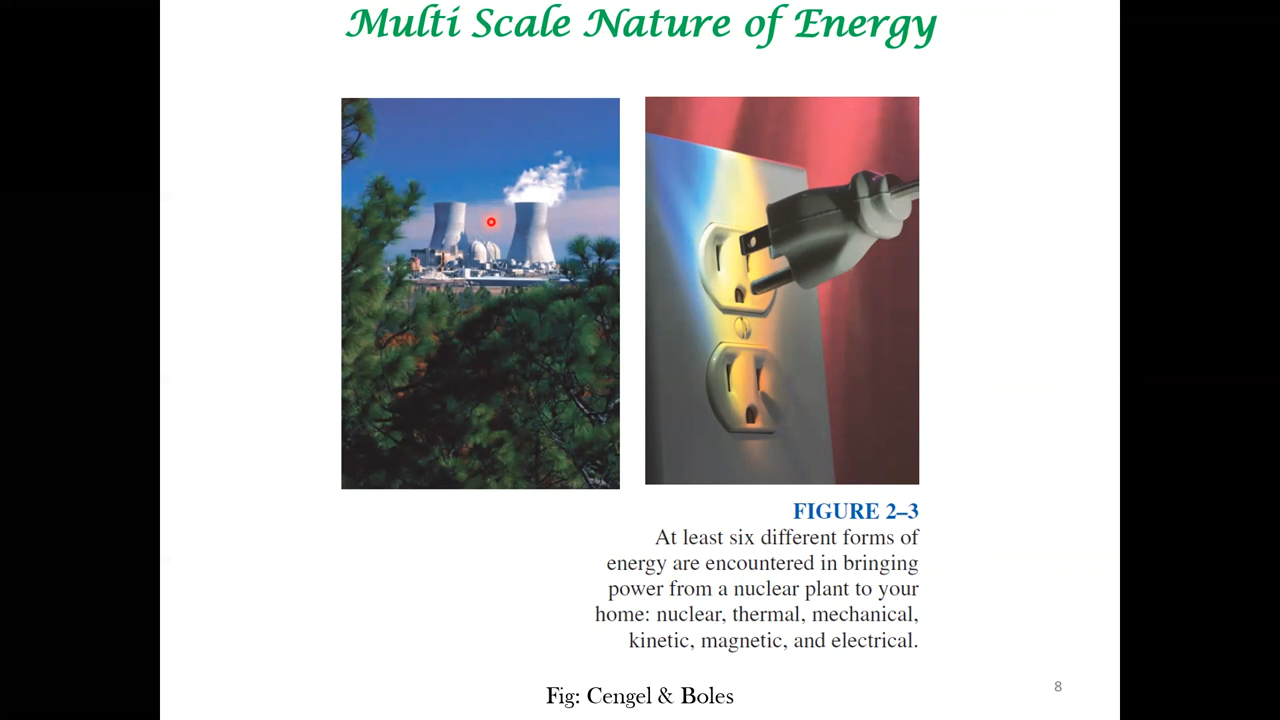 Multi Scale Nature of Energy
FIGURE 2–3
At least six different forms of
energy are encountered in bringing
power from a nuclear plant to your
home: nuclear, thermal, mechanical,
kinetic, magnetic, and electrical.
Fig: Cengel & Boles
8